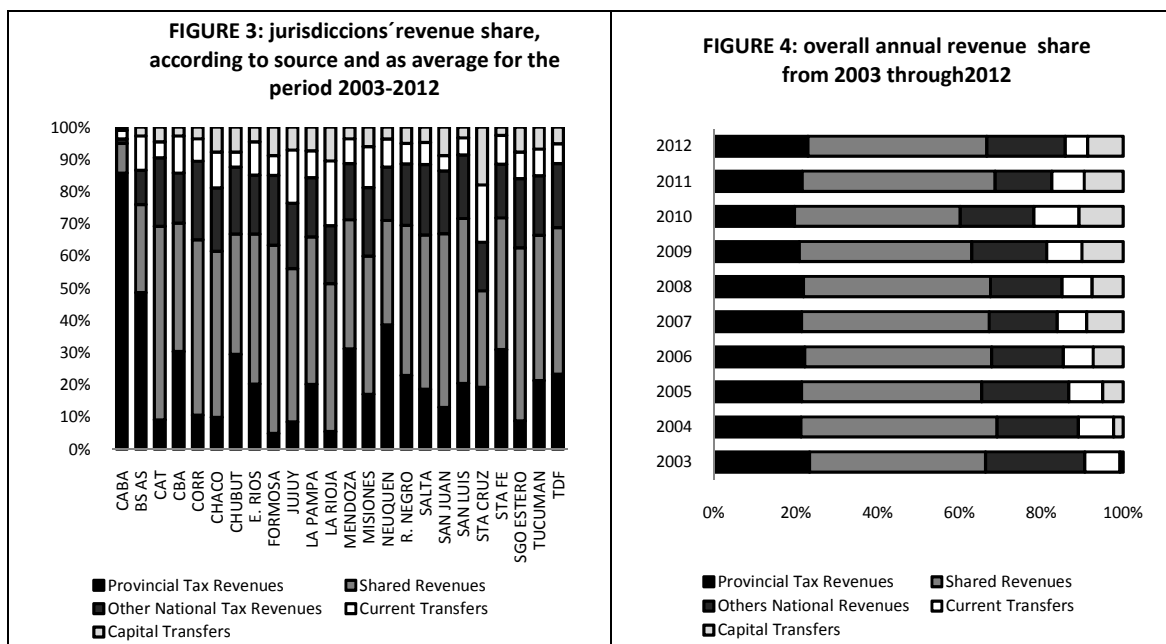 FIGURE 3: jurisdiccions´revenue share,
according to source and as average for the
period 2003-2012
100%
90%
80%
70%
60%
50%
40%
30%
20%
10%
0%
CABA
BS AS
CAT
CBA
CORR
CHACO
CHUBUT
E. RIOS
FORMOSA
JUJUY
LA PAMPA
LA RIOJA
MENDOZA
MISIONES
NEUQUEN
R. NEGRO
SALTA
SAN JUAN
SAN LUIS
STA CRUZ
STA FE
SGO ESTERO
TUCUMAN
TDF
Provincial Tax Revenues
Shared Revenues
Other National Tax Revenues
Current Transfers
Capital Transfers
FIGURE 4: overall annual revenue share
from 2003 through2012
2012
2011
2010
2009
2008
2007
2006
2005
2004
2003
0%
20%
40%
60%
80%
100%
Provincial Tax Revenues
Shared Revenues
Others National Revenues
Current Transfers
Capital Transfers